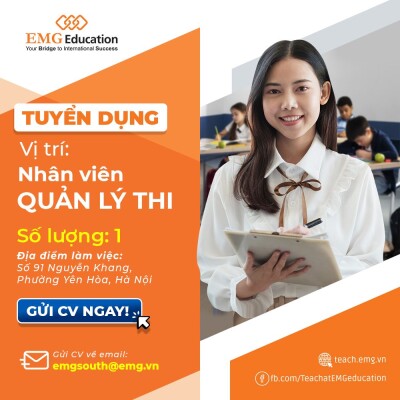 EMG Education
Your Bridge to International Success
TUYỂN DỤNG
Vị trí:
Nhân viên
QUẢN LÝ THI
Số lượng: 1
Địa điểm làm việc:
Số 91 Nguyễn Khang,
Phường Yên Hòa, Hà Nội
GỬI CV NGAY!
Gửi CV về email:
emgsouth@emg.vn
teach.emg.vn
fb.com/TeachatEMGeducation